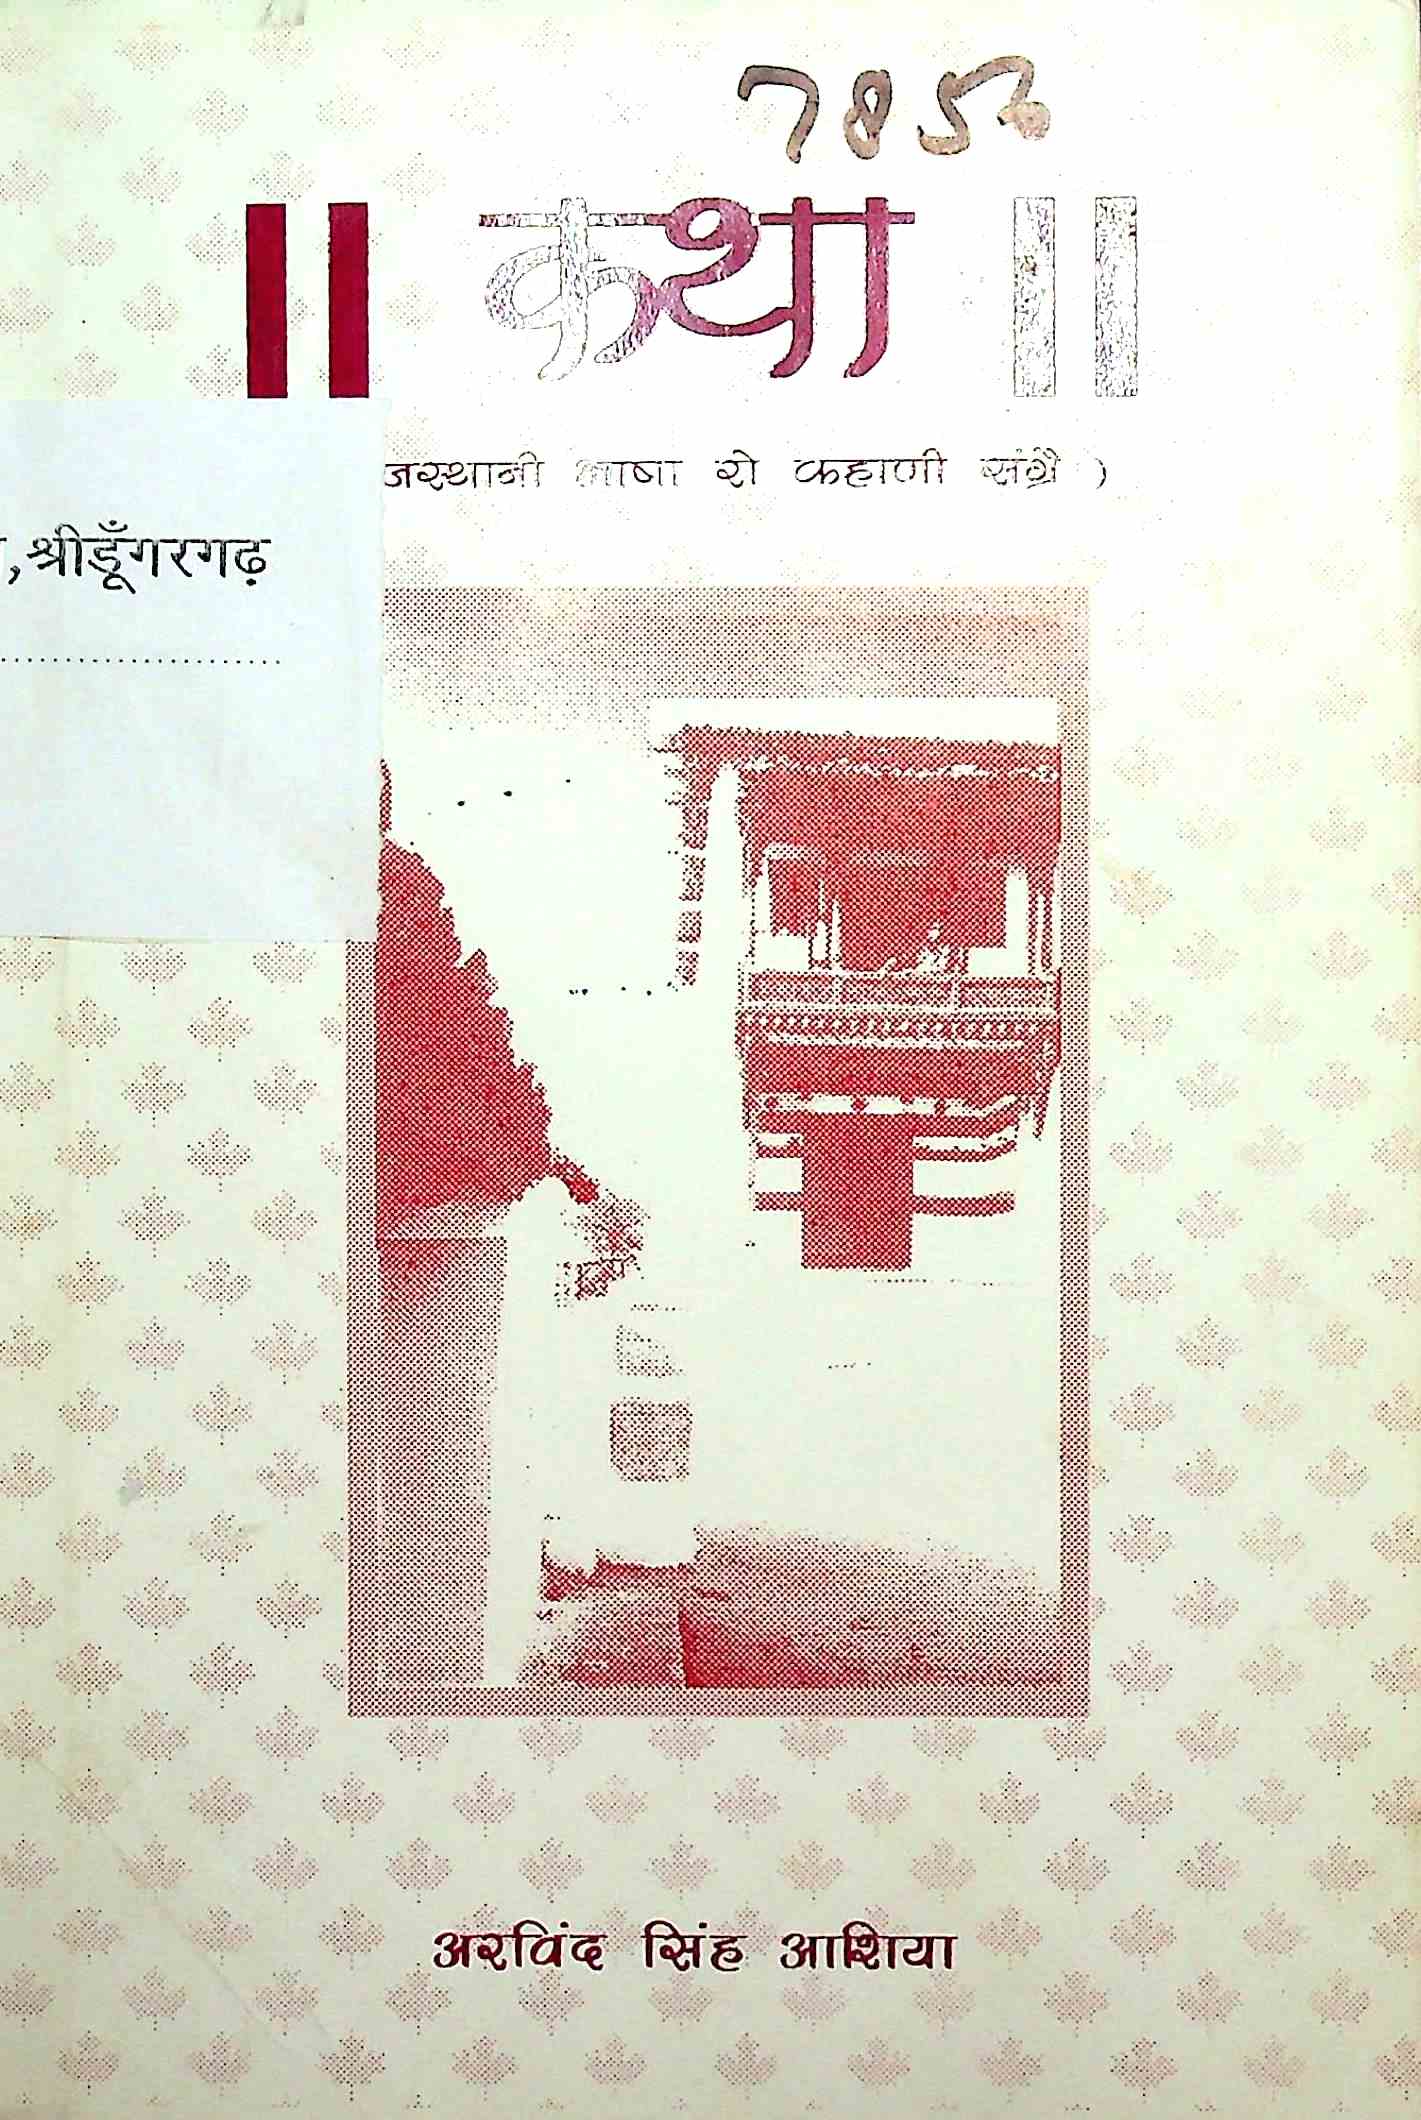 785
॥ कथा ॥
जस्थानी भाषा रो कहाणी संग्रै )
,श्रीडूँगरगढ़
अरविंद सिंह आशिया